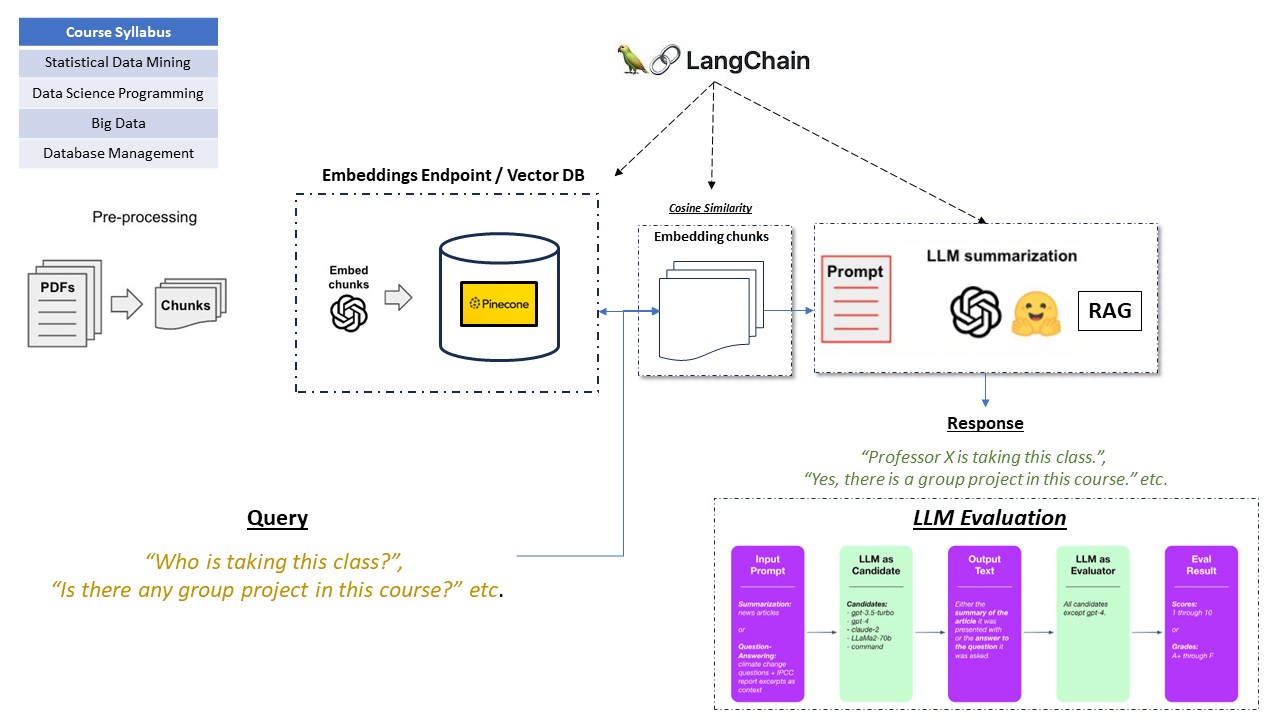 Course Syllabus
Statistical Data Mining
Data Science Programming
Big Data
Database Management
LangChain
Embeddings Endpoint / Vector DB
Pre-processing
PDFs
Chunks
Embed
chunks
Pinecone
Cosine Similarity
Embedding chunks
Prompt
LLM summarization
RAG
Response
“Professor X is taking this class.”,
“Yes, there is a group project in this course.” etc.
Query
“Who is taking this class?”,
“Is there any group project in this course?” etc.
LLM Evaluation
Input
Prompt
Summarization:
news articles
or
Question-
Answering:
climate change
questions + IPCC
report excerpts as
context
LLM as
Candidate
Candidates:
- gpt-3.5-turbo
- gpt-4
- claude-2
- LLaMa2-70b
- command
Output
Text
Either the
summary of the
article it was
presented with
or the answer to
the question it
was asked.
LLM as
Evaluator
All candidates
except gpt-4.
Eval
Result
Scores:
1 through 10
or
Grades:
A+ through F